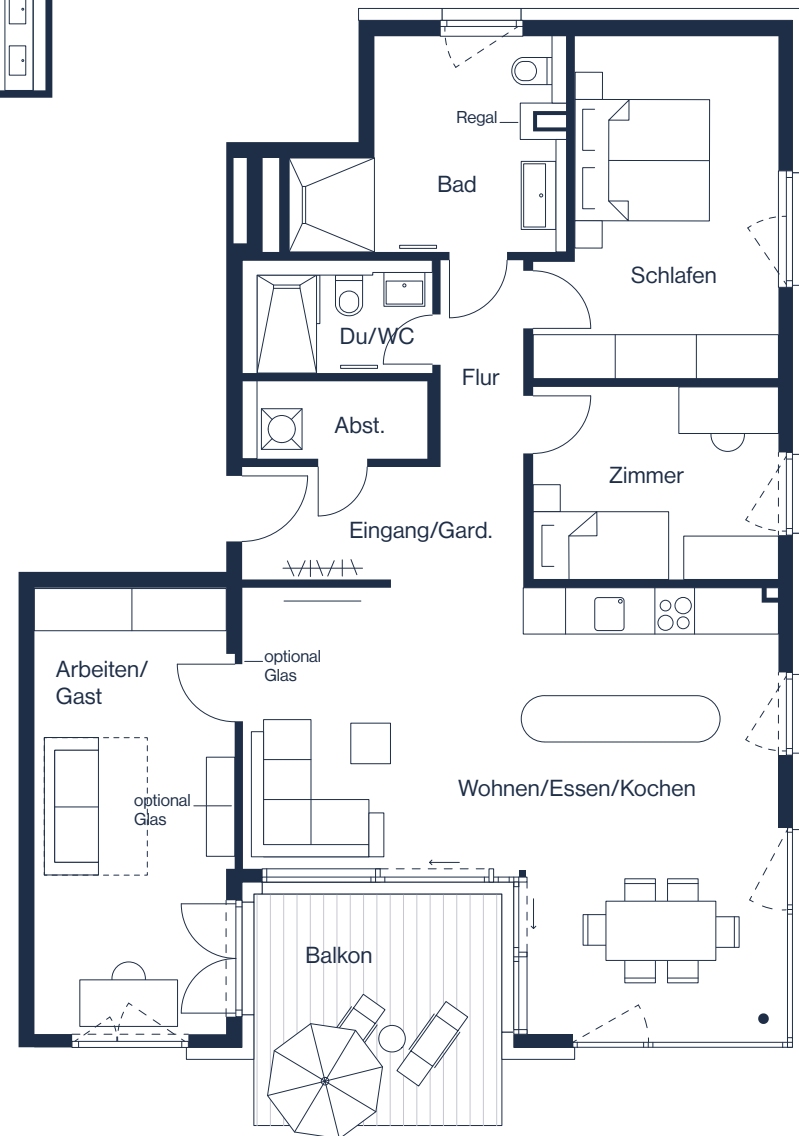 Regal
Bad
Schlafen
Du/WC
Flur
Abst.
Zimmer
Eingang/Gard.
optional
Glas
Arbeiten/
Gast
optional
Glas
Wohnen/Essen/Kochen
Balkon